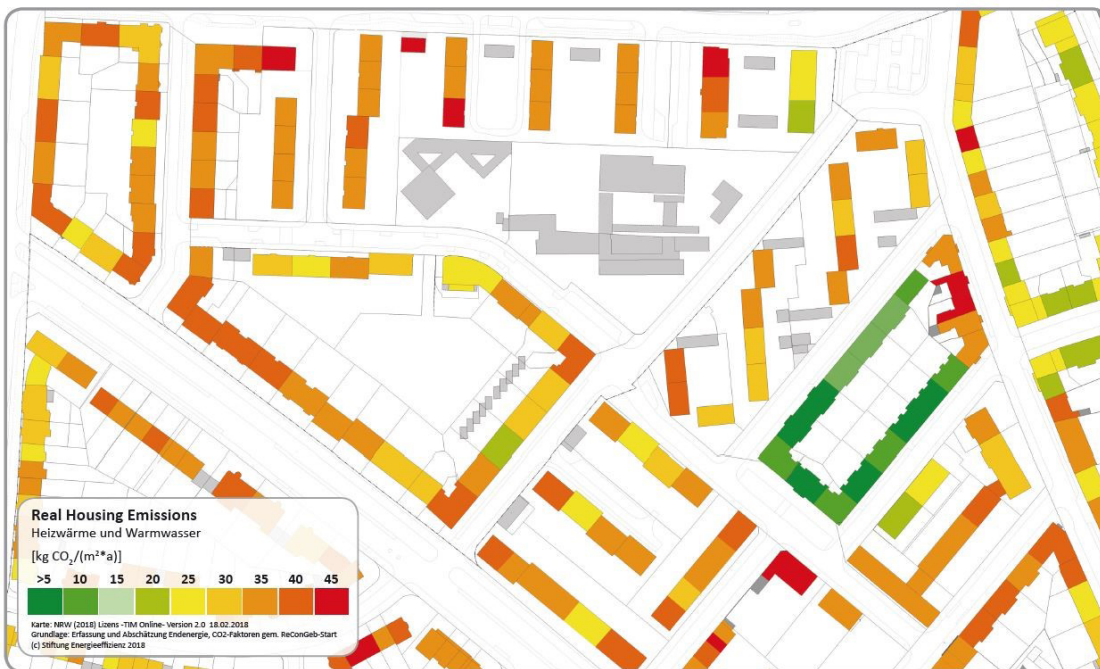 Real Housing Emissions
Heizwärme und Warmwasser
[kg CO₂/(m²*a)]
>5 10 15 20 25 30 35 40 45
Karte: NRW (2018) Lizens -TIM Online- Version 2.0 18.02.2018
Grundlage: Erfassung und Abschätzung Endenergie, CO2-Faktoren gem. ReConGeb-Start
(c) Stiftung Energieeffizienz 2018